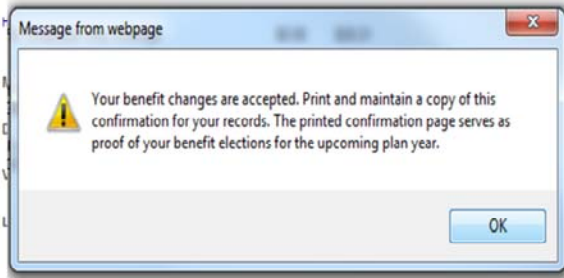 Message from webpage
Your benefit changes are accepted. Print and maintain a copy of this
confirmation for your records. The printed confirmation page serves as
proof of your benefit elections for the upcoming plan year.
OK